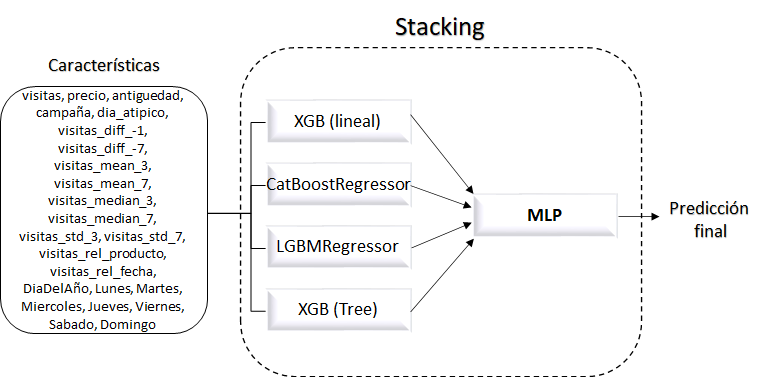 Stacking
Características
visitas, precio, antiguedad,
campaña, dia_atipico,
visitas_diff_-1,
visitas_diff_-7,
visitas_mean_3,
visitas_mean_7,
visitas_median_3,
visitas_median_7,
visitas_std_3, visitas_std_7,
visitas_rel_producto,
visitas_rel_fecha,
DiaDelAño, Lunes, Martes,
Miercoles, Jueves, Viernes,
Sabado, Domingo
XGB (lineal)
CatBoostRegressor
LGBMRegressor
XGB (Tree)
MLP
Predicción
final